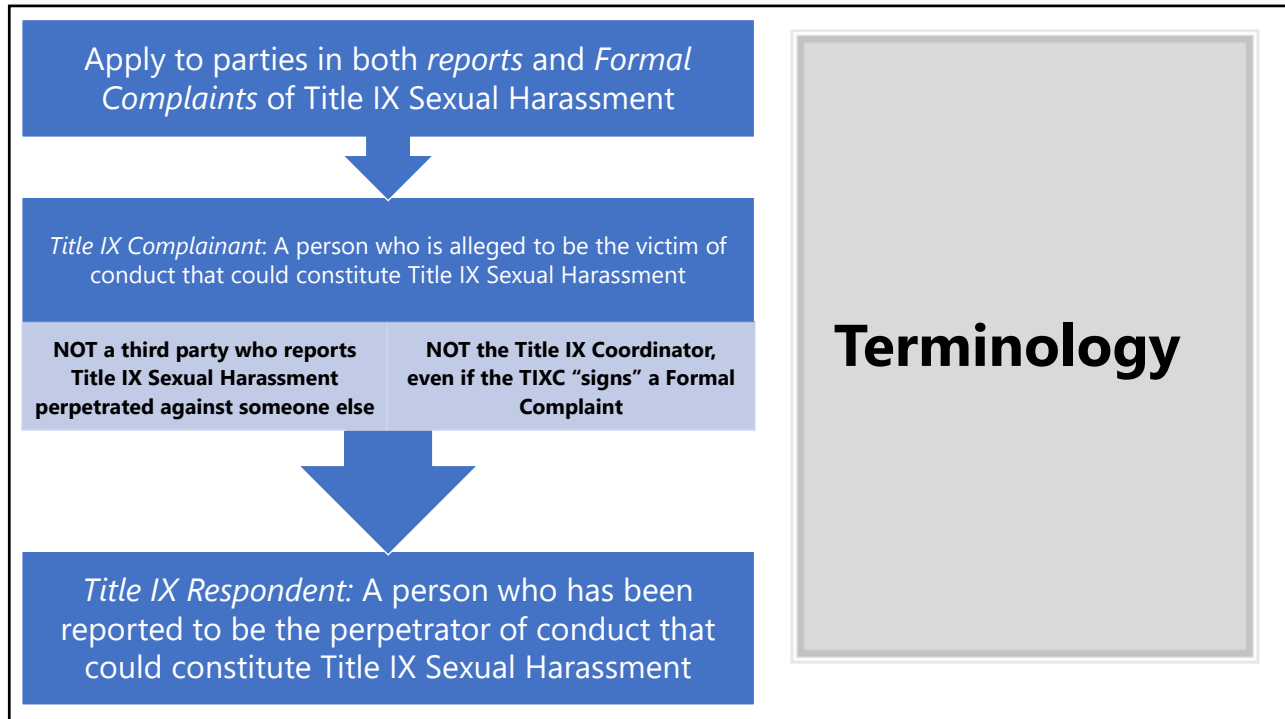 Apply to parties in both reports and Formal
Complaints of Title IX Sexual Harassment
Title IX Complainant: A person who is alleged to be the victim of
conduct that could constitute Title IX Sexual Harassment
NOT a third party who reports
Title IX Sexual Harassment
perpetrated against someone else
NOT the Title IX Coordinator,
even if the TIXC “signs” a Formal
Complaint
Title IX Respondent: A person who has been
reported to be the perpetrator of conduct that
could constitute Title IX Sexual Harassment
Terminology